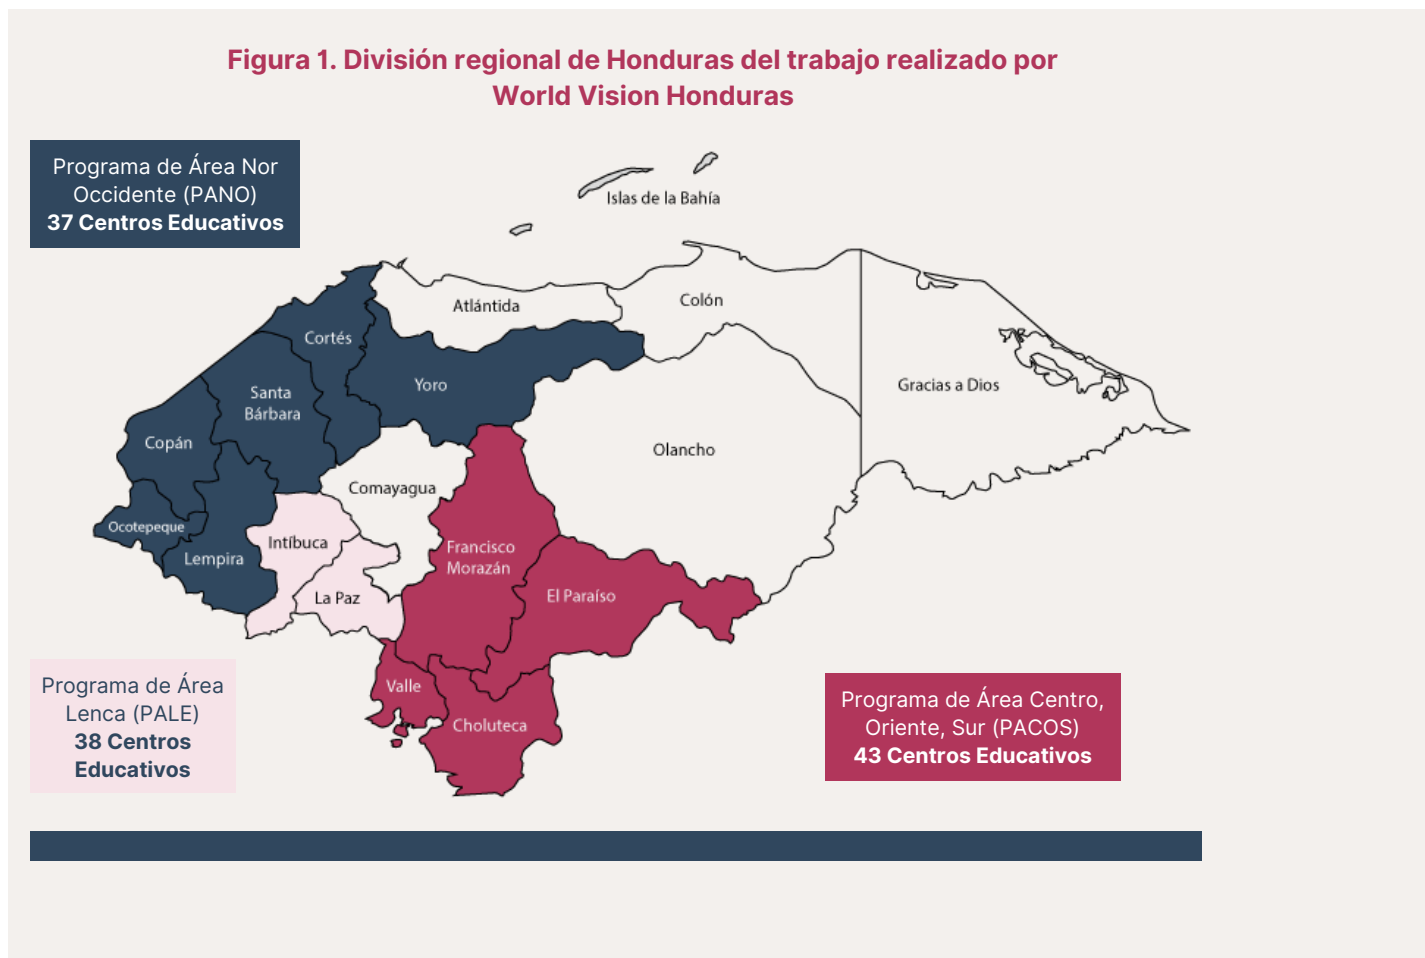 Figura 1. División regional de Honduras del trabajo realizado por
World Vision Honduras
Programa de Área Nor
Occidente (PANO)
37 Centros Educativos
Islas de la Bahía
Atlántida
Colón
Cortés
Yoro
Gracias a Dios
Santa
Bárbara
Copán
Olancho
Comayagua
Ocotepeque
Intíbuca
Francisco
Morazán
Lempira
La Paz
El Paraíso
Valle
Choluteca
Programa de Área
Lenca (PALE)
38 Centros
Educativos
Programa de Área Centro,
Oriente, Sur (PACOS)
43 Centros Educativos